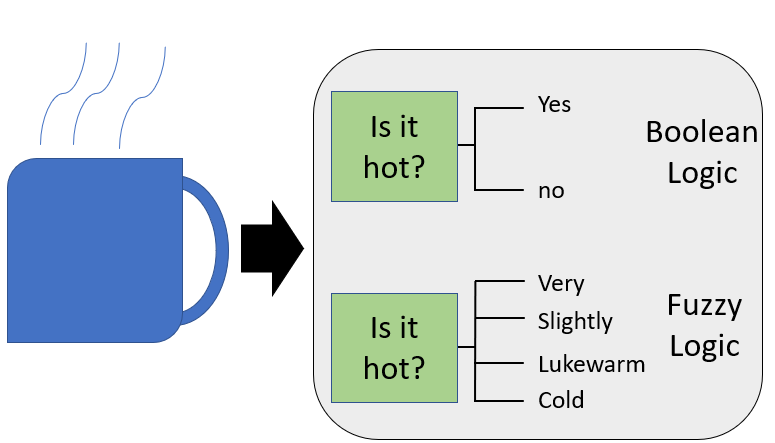 Is it
hot?
Yes
no
Boolean
Logic
Is it
hot?
Very
Slightly
Lukewarm
Cold
Fuzzy
Logic